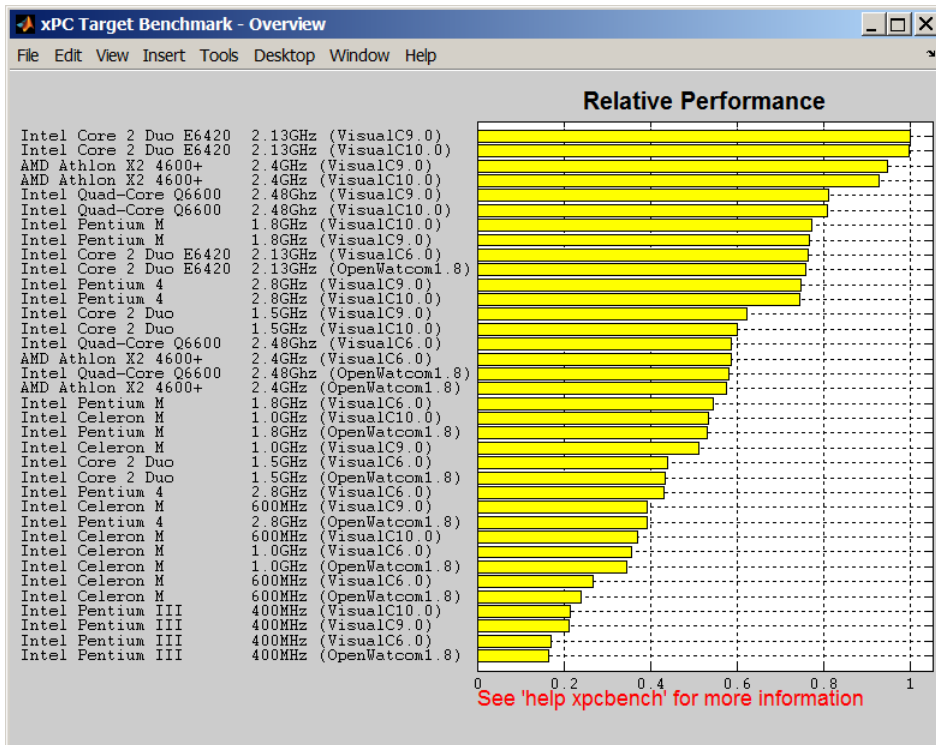 xPC Target Benchmark - Overview
File Edit View Insert Tools Desktop Window Help
Relative Performance
Intel Core 2 Duo E6420 2.13GHz (VisualC9.0)
Intel Core 2 Duo E6420 2.13GHz (VisualC10.0)
AMD Athlon X2 4600+ 2.4GHz (VisualC9.0)
AMD Athlon X2 4600+ 2.4GHz (VisualC10.0)
Intel Quad-Core Q6600 2.48Ghz (VisualC9.0)
Intel Quad-Core Q6600 2.48Ghz (VisualC10.0)
Intel Pentium M 1.8GHz (VisualC10.0)
Intel Pentium M 1.8GHz (VisualC9.0)
Intel Core 2 Duo E6420 2.13GHz (VisualC6.0)
Intel Core 2 Duo E6420 2.13GHz (OpenWatcom1.8)
Intel Pentium 4 2.8GHz (VisualC9.0)
Intel Pentium 4 2.8GHz (VisualC10.0)
Intel Core 2 Duo 1.5GHz (VisualC9.0)
Intel Core 2 Duo 1.5GHz (VisualC10.0)
Intel Quad-Core Q6600 2.48Ghz (VisualC6.0)
AMD Athlon X2 4600+ 2.4GHz (VisualC6.0)
Intel Quad-Core Q6600 2.48Ghz (OpenWatcom1.8)
AMD Athlon X2 4600+ 2.4GHz (OpenWatcom1.8)
Intel Pentium M 1.8GHz (VisualC6.0)
Intel Celeron M 1.0GHz (VisualC10.0)
Intel Pentium M 1.8GHz (OpenWatcom1.8)
Intel Celeron M 1.0GHz (VisualC9.0)
Intel Core 2 Duo 1.5GHz (VisualC6.0)
Intel Core 2 Duo 1.5GHz (OpenWatcom1.8)
Intel Pentium 4 2.8GHz (VisualC6.0)
Intel Celeron M 600MHz (VisualC9.0)
Intel Pentium 4 2.8GHz (OpenWatcom1.8)
Intel Celeron M 600MHz (VisualC10.0)
Intel Celeron M 1.0GHz (VisualC6.0)
Intel Celeron M 1.0GHz (OpenWatcom1.8)
Intel Celeron M 600MHz (VisualC6.0)
Intel Celeron M 600MHz (OpenWatcom1.8)
Intel Pentium III 400MHz (VisualC10.0)
Intel Pentium III 400MHz (VisualC9.0)
Intel Pentium III 400MHz (VisualC6.0)
Intel Pentium III 400MHz (OpenWatcom1.8)
0 0.2 0.4 0.6 0.8 1
See 'help xpcbench' for more information